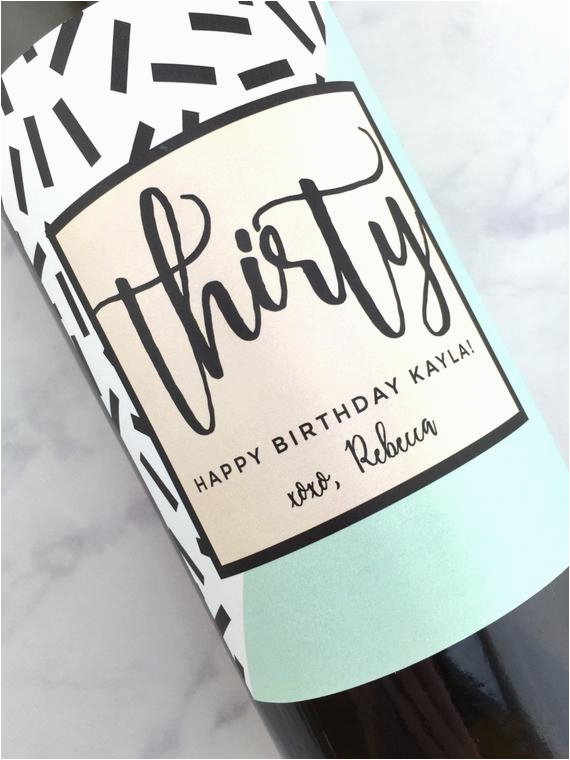 thirty
HAPPY BIRTHDAY KAYLA!
xoxo, Rebecca